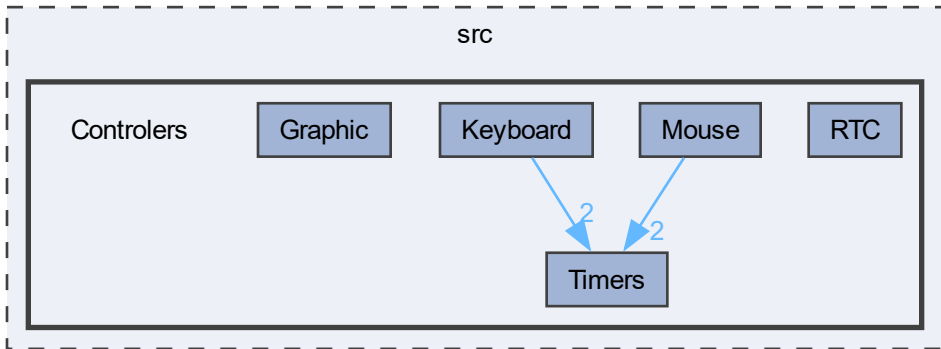 src
Controlers
Graphic
Keyboard
Mouse
RTC
2
2
Timers